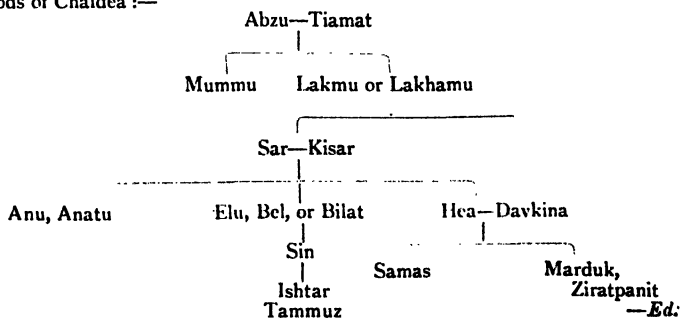 ods of Chaldea :—
Abzu—Tiamat
Mummu Lakmu or Lakhamu
Sar—Kisar
Anu, Anatu Elu, Bel, or Bilat Hea—Davkina
Sin
Samas Marduk,
Ishtar Ziratpanit
Tammuz —Ed.